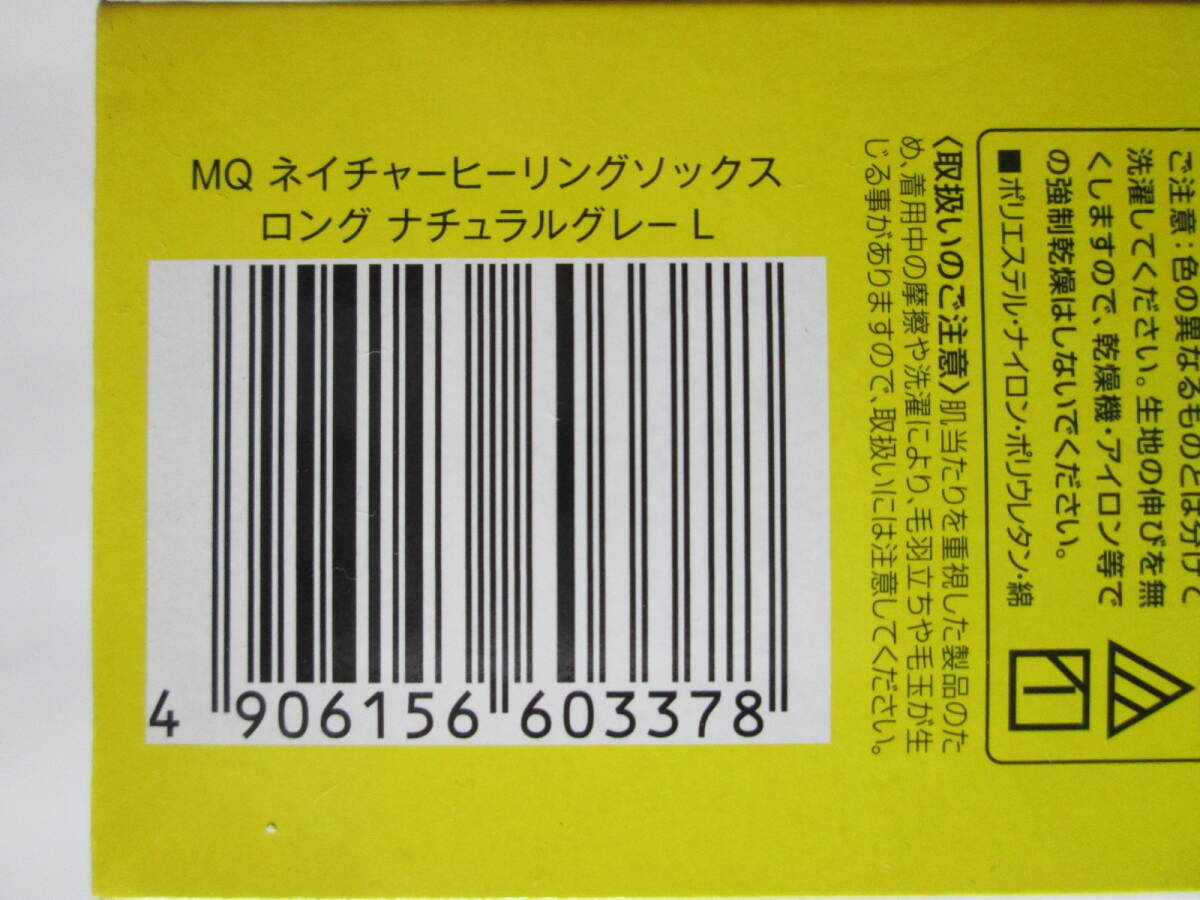 MQ ネイチャーヒーリングソックス
ロング ナチュラルグレー L
4 906156 603378
〈取扱いのご注意〉肌当たりを重視した製品のた
め、着用中の摩擦や洗濯により、毛羽立ちや毛玉が生
じる事がありますので、取扱いには注意してください。
ご注意:色の異なるものとは分けて
洗濯してください。生地の伸びを無
くしますので、乾燥機・アイロン等で
の強制乾燥はしないでください。
■ポリエステル・ナイロン・ポリウレタン・綿